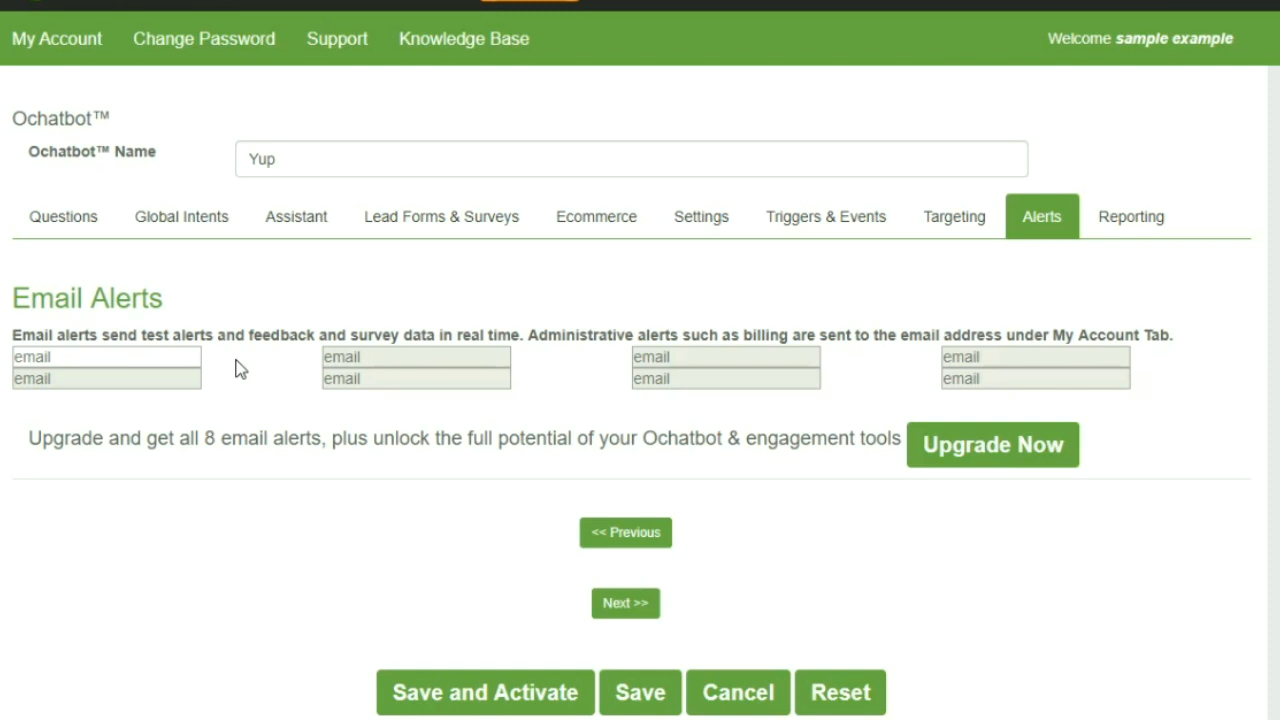 My Account Change Password Support Knowledge Base Welcome sample example
Ochatbot™
Ochatbot™ Name Yup
Questions Global Intents Assistant Lead Forms & Surveys Ecommerce Settings Triggers & Events Targeting Alerts Reporting
Email Alerts
Email alerts send test alerts and feedback and survey data in real time. Administrative alerts such as billing are sent to the email address under My Account Tab.
email email email email
email email email email
Upgrade and get all 8 email alerts, plus unlock the full potential of your Ochatbot & engagement tools Upgrade Now
<< Previous
Next >>
Save and Activate Save Cancel Reset